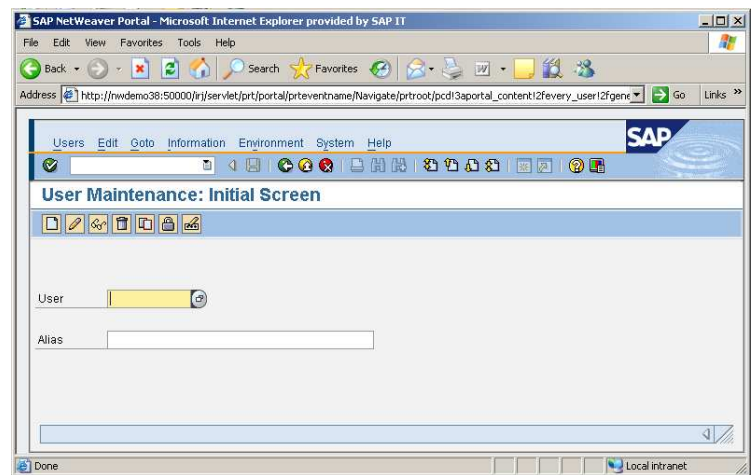 SAP NetWeaver Portal - Microsoft Internet Explorer provided by SAP IT
File Edit View Favorites Tools Help
Back Search Favorites
Address http://nwdemo38:50000/irj/servlet/prt/portal/prteventname/Navigate/prtroot/pcd!3aportal_content!2fevery_user!2fgene Go Links »
Users Edit Goto Information Environment System Help
SAP
User Maintenance: Initial Screen
User
Alias
Done Local intranet